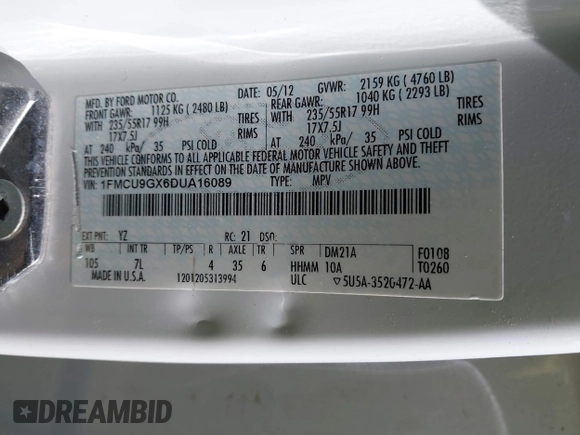 MFD. BY FORD MOTOR CO.
DATE: 05/12 GVWR: 2159 KG ( 4760 LB)
FRONT GAWR: 1125 KG ( 2480 LB) REAR GAWR: 1040 KG ( 2293 LB)
WITH 235/55R17 99H TIRES WITH 235/55R17 99H TIRES
17X7.5J RIMS 17X7.5J RIMS
AT 240 kPa/ 35 PSI COLD AT 240 kPa/ 35 PSI COLD
THIS VEHICLE CONFORMS TO ALL APPLICABLE FEDERAL MOTOR VEHICLE SAFETY AND BUMPER
STANDARDS IN EFFECT ON THE DATE OF MANUFACTURE SHOWN ABOVE.
VIN: 1FMCU9GX6DUA16089 TYPE: MPV
EXT PNT: YZ RC: 21 DSO:
WB INT TR TP/PS R AXLE TR SPR DM21A F0108
105 7L 4 35 6 HHMM 10A T0260
MADE IN U.S.A. 1201205313994 ULC ▽5U5A-3520472-AA
DREAMBID